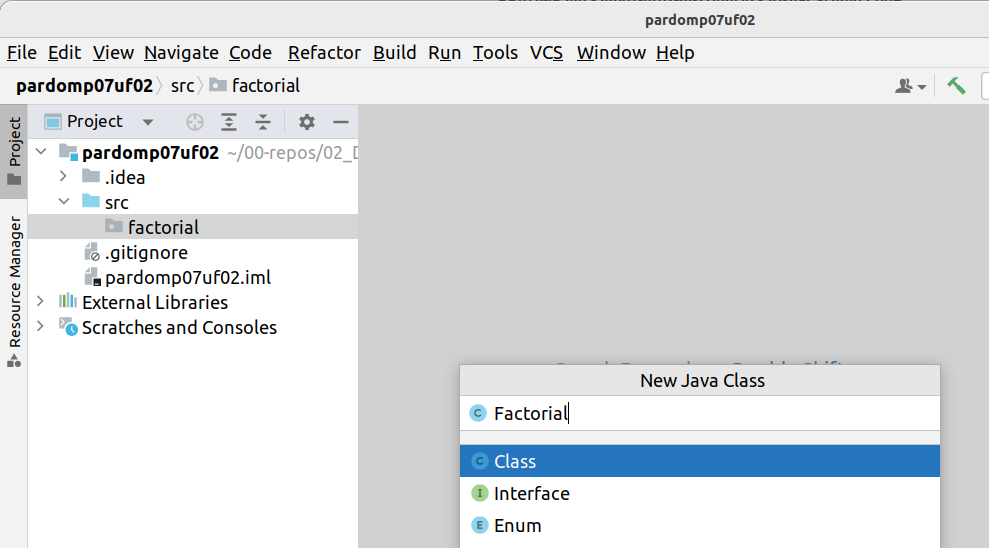 pardomp07uf02
File Edit View Navigate Code Refactor Build Run Tools VCS Window Help
pardomp07uf02 src factorial
Project
Project
pardomp07uf02 ~/00-repos/02_
.idea
src
factorial
.gitignore
pardomp07uf02.iml
External Libraries
Scratches and Consoles
Resource Manager
New Java Class
C Factorial
C Class
I Interface
E Enum